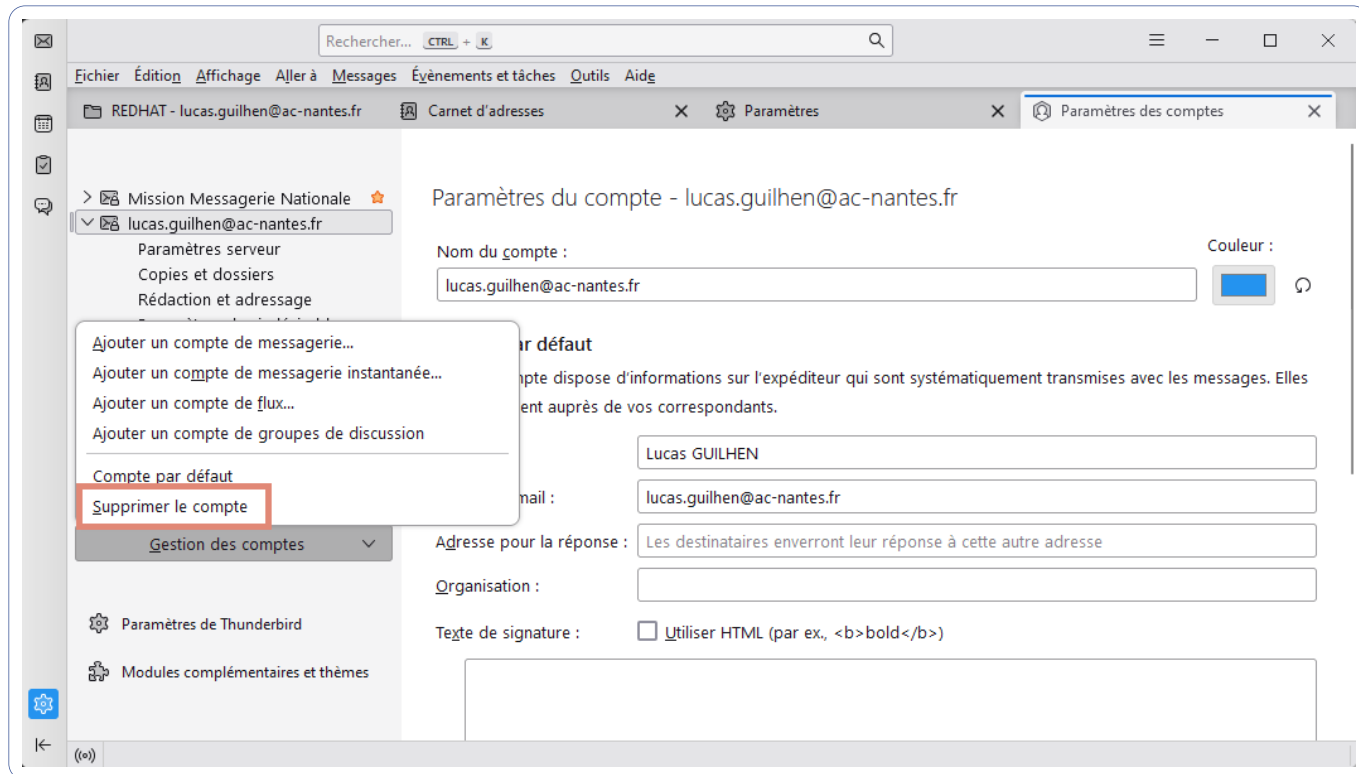 Rechercher... CTRL + K
Fichier Édition Affichage Aller à Messages Évènements et tâches Outils Aide
REDHAT - lucas.guilhen@ac-nantes.fr Carnet d'adresses Paramètres Paramètres des comptes
Mission Messagerie Nationale
lucas.guilhen@ac-nantes.fr
Paramètres serveur
Copies et dossiers
Rédaction et adressage
Ajouter un compte de messagerie...
Ajouter un compte de messagerie instantanée...
Ajouter un compte de flux...
Ajouter un compte de groupes de discussion
Compte par défaut
Supprimer le compte
Gestion des comptes
Paramètres de Thunderbird
Modules complémentaires et thèmes
Paramètres du compte - lucas.guilhen@ac-nantes.fr
Nom du compte :
Couleur :
lucas.guilhen@ac-nantes.fr
défaut
dispose d'informations sur l'expéditeur qui sont systématiquement transmises avec les messages. Elles
auprès de vos correspondants.
Lucas GUILHEN
lucas.guilhen@ac-nantes.fr
Adresse pour la réponse : Les destinataires enverront leur réponse à cette autre adresse
Organisation :
Texte de signature : Utiliser HTML (par ex., <b>bold</b>)